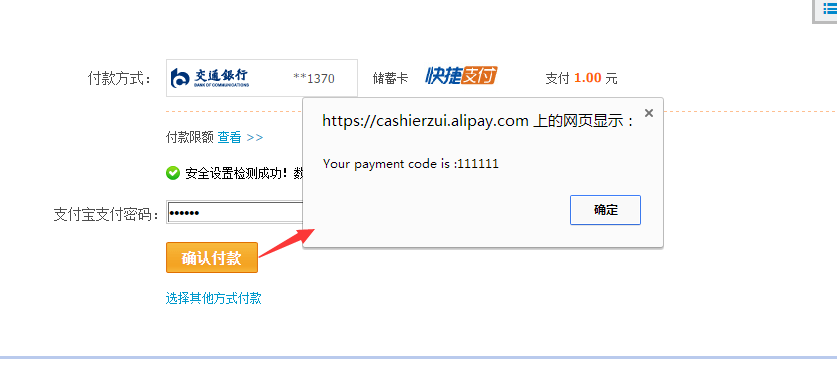 付款方式： 交通银行 BANK OF COMMUNICATIONS **1370 储蓄卡 快捷支付 支付 1.00 元
https://cashierzui.alipay.com 上的网页显示：
付款限额 查看 >>
Your payment code is :111111
安全设置检测成功！数
支付宝支付密码： ••••••
确定
确认付款
选择其他方式付款